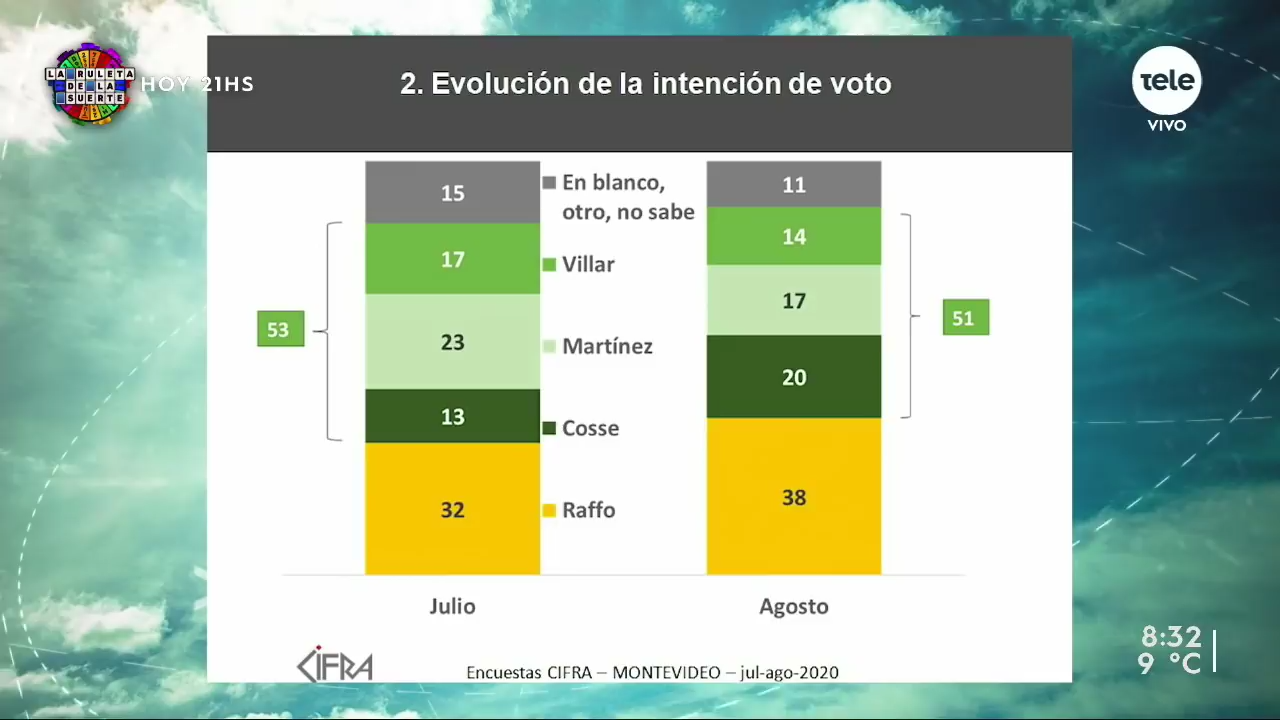 LA RULETA
DE LA
SUERTE
HOY 21HS
tele
VIVO
2. Evolución de la intención de voto
15
17
23
13
32
53
En blanco,
otro, no sabe
Villar
Martínez
Cosse
Raffo
11
14
17
20
38
51
Julio
Agosto
CIFRA
Encuestas CIFRA – MONTEVIDEO – jul-ago-2020
8:32
9 °C